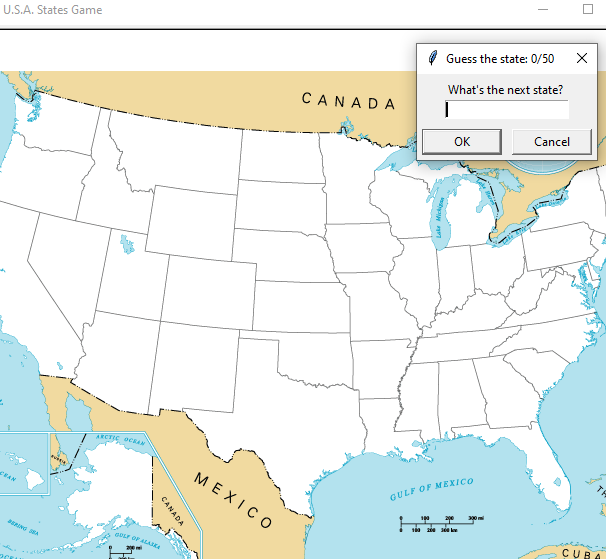 U.S.A. States Game
Guess the state: 0/50
What's the next state?
OK
Cancel
CANADA
Lake Michigan
ARCTIC OCEAN
RUSSIA
CANADA
MEXICO
BERING SEA
GULF OF ALASKA
200 mi
GULF OF MEXICO
100 200 300 mi
0 100 200 300 km
CUBA